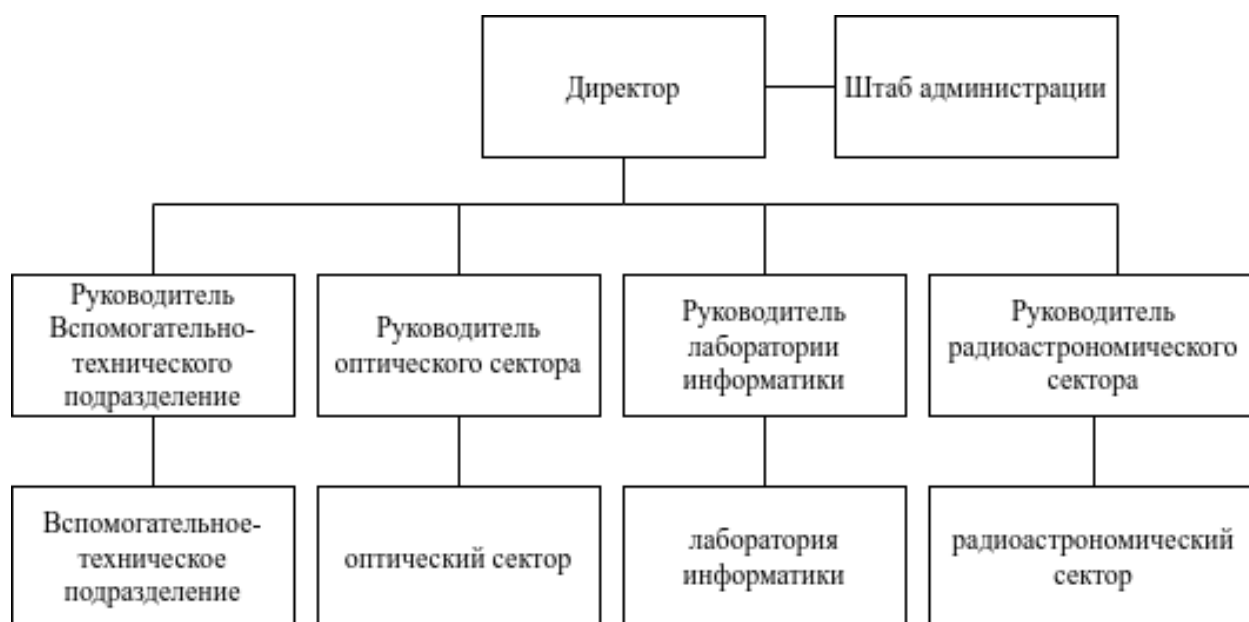 Директор
Штаб администрации
Руководитель
Вспомогательно-
технического
подразделение
Руководитель
оптического сектора
Руководитель
лаборатории
информатики
Руководитель
радиоастрономического
сектора
Вспомогательное-
техническое
подразделение
оптический сектор
лаборатория
информатики
радиоастрономический
сектор